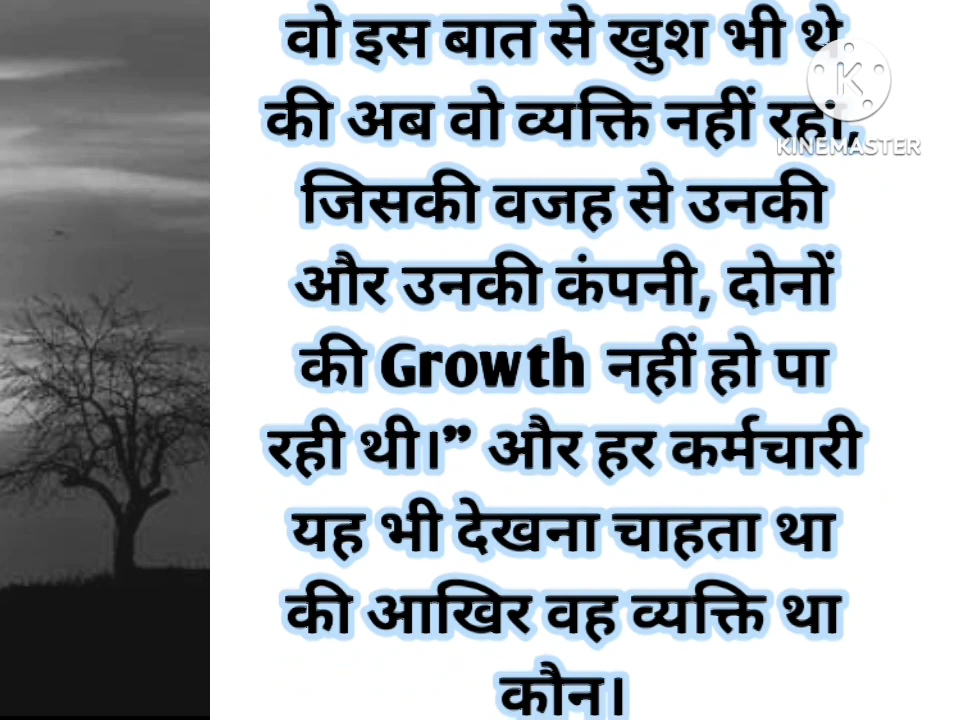 वो इस बात से खुश भी थे
की अब वो व्यक्ति नहीं रहा,
जिसकी वजह से उनकी
और उनकी कंपनी, दोनों
की Growth नहीं हो पा
रही थी।” और हर कर्मचारी
यह भी देखना चाहता था
की आखिर वह व्यक्ति था
कौन।
K
KINEMASTER